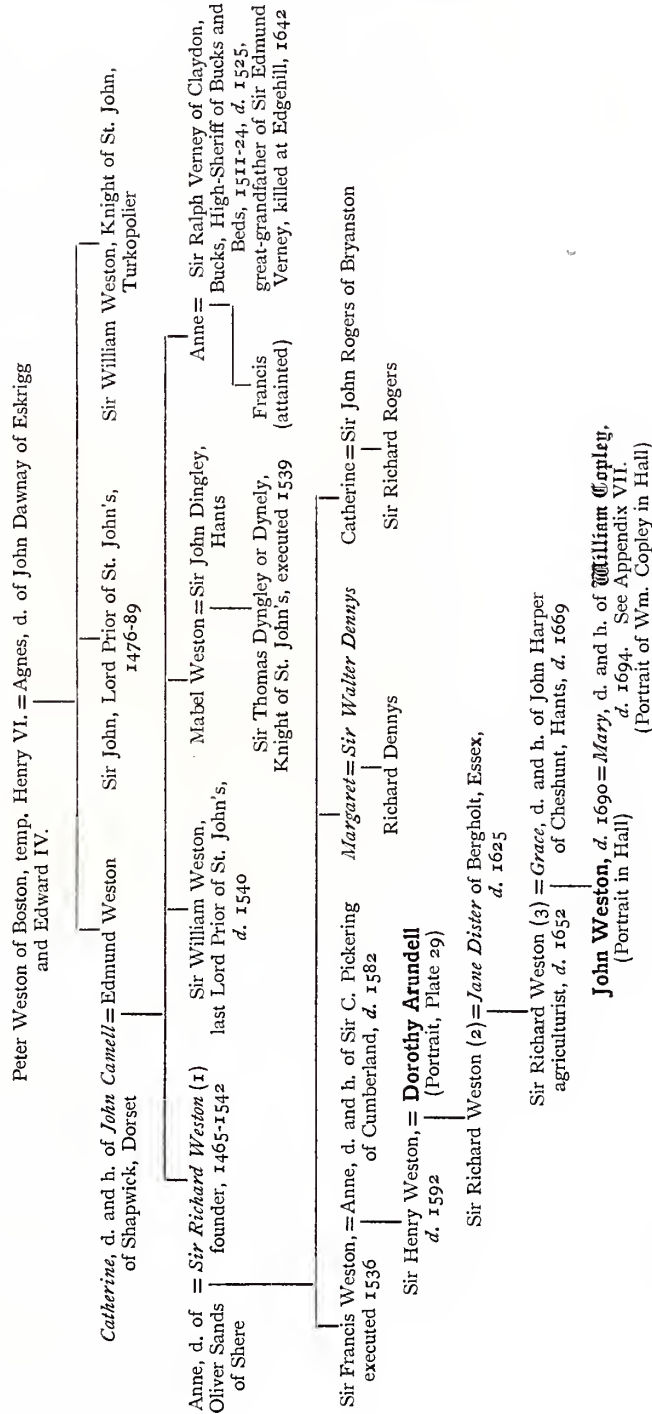 Peter Weston of Boston, temp. Henry VI. = Agnes, d. of John Dawnay of Eskrigg
and Edward IV.
Catherine, d. and h. of John Camell = Edmund Weston
of Shapwick, Dorset
Sir John, Lord Prior of St. John's,
1476-89
Sir William Weston, Knight of St. John,
Turkopolier
Anne, d. of = Sir Richard Weston (1)
Oliver Sands founder, 1465-1542
of Shere
Sir William Weston,
last Lord Prior of St. John's,
d. 1540
Mabel Weston = Sir John Dingley,
Hants
Sir Thomas Dyngley or Dynely,
Knight of St. John's, executed 1539
Anne = Sir Ralph Verney of Claydon,
Bucks, High-Sheriff of Bucks and
Beds, 1511-24, d. 1525,
great-grandfather of Sir Edmund
Verney, killed at Edgehill, 1642
Francis
(attainted)
Sir Francis Weston, = Anne, d. and h. of Sir C. Pickering
executed 1536 of Cumberland, d. 1582
Margaret = Sir Walter Dennys
Richard Dennys
Catherine = Sir John Rogers of Bryanston
Sir Richard Rogers
Sir Henry Weston, = Dorothy Arundell
d. 1592 (Portrait, Plate 29)
Sir Richard Weston (2) = Jane Dister of Bergholt, Essex,
d. 1625
Sir Richard Weston (3) = Grace, d. and h. of John Harper
agriculturist, d. 1652 of Cheshunt, Hants, d. 1669
John Weston, d. 1690 = Mary, d. and h. of William Copley,
(Portrait in Hall) d. 1694. See Appendix VII.
(Portrait of Wm. Copley in Hall)